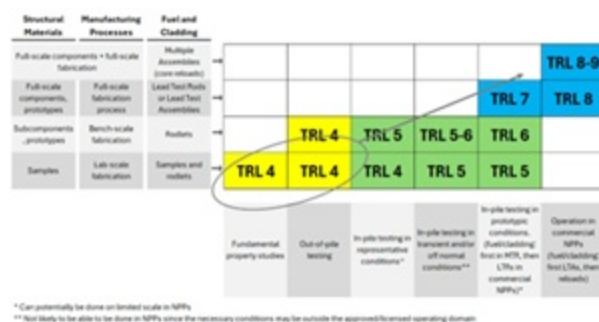 Structural
Materials
Manufacturing
Processes
Fuel and
Cladding
Full-scale components + full-scale
fabrication
Multiple
Assemblies
(core reloads)
TRL 8-9
Full-scale
components,
prototypes
Full-scale
fabrication
process
Lead Test Rods
or Lead Test
Assemblies
TRL 7
TRL 8
Subcomponents
, prototypes
Bench-scale
fabrication
Rodlets
TRL 4
TRL 5
TRL 5-6
TRL 6
Samples
Lab-scale
fabrication
Samples and
rodlets
TRL 4
TRL 4
TRL 4
TRL 5
TRL 5
Fundamental
property studies
Out-of-pile
testing
In-pile testing in
representative
conditions*
In-pile testing in
transient and/or
off normal
conditions**
In-pile testing in
prototypic
conditions.
(fuel/cladding:
first in MTR, then
LTRs in
commercial
NPPs)*
Operation in
commercial
NPPs
(fuel/cladding:
first LTAs, then
reloads)
* Can potentially be done on limited scale in NPPs
** Not likely to be able to be done in NPPs since the necessary conditions may be outside the approved/licensed operating domain